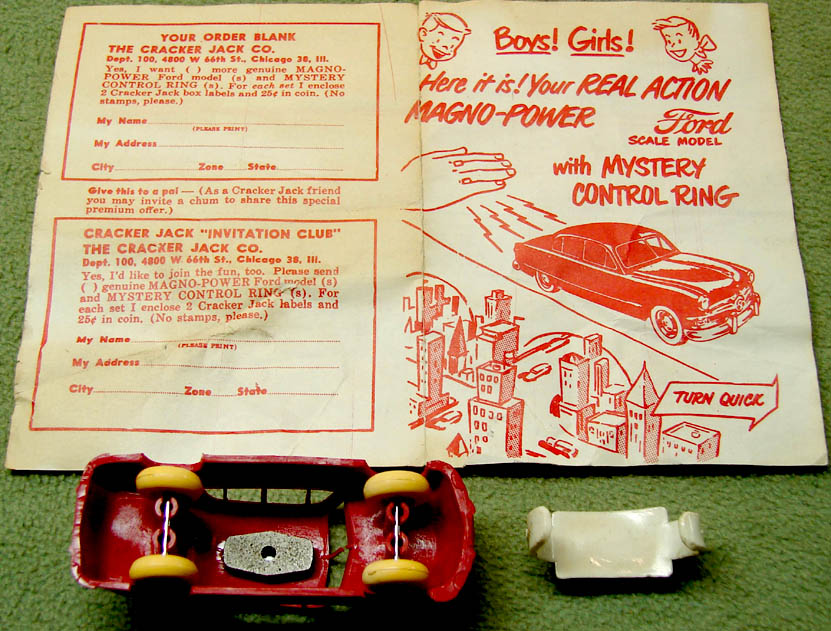 YOUR ORDER BLANK
THE CRACKER JACK CO.
Dept. 100, 4800 W 66th St., Chicago 38, Ill.
Yes, I want ( ) more genuine MAGNO-
POWER Ford model (s) and MYSTERY
CONTROL RING (s). For each set I enclose
2 Cracker Jack box labels and 25¢ in coin. (No
stamps, please.)
My Name
(PLEASE PRINT)
My Address
City Zone State
Give this to a pal — (As a Cracker Jack friend
you may invite a chum to share this special
premium offer.)
CRACKER JACK "INVITATION CLUB"
THE CRACKER JACK CO.
Dept. 100, 4800 W 66th St., Chicago 38, Ill.
Yes, I'd like to join the fun, too. Please send
( ) genuine MAGNO-POWER Ford model (s)
and MYSTERY CONTROL RING (s). For
each set I enclose 2 Cracker Jack labels and
25¢ in coin. (No stamps, please.)
My Name
(PLEASE PRINT)
My Address
City Zone State
Boys! Girls!
Here it is! Your REAL ACTION
MAGNO-POWER Ford
SCALE MODEL
with MYSTERY
CONTROL RING
TURN QUICK